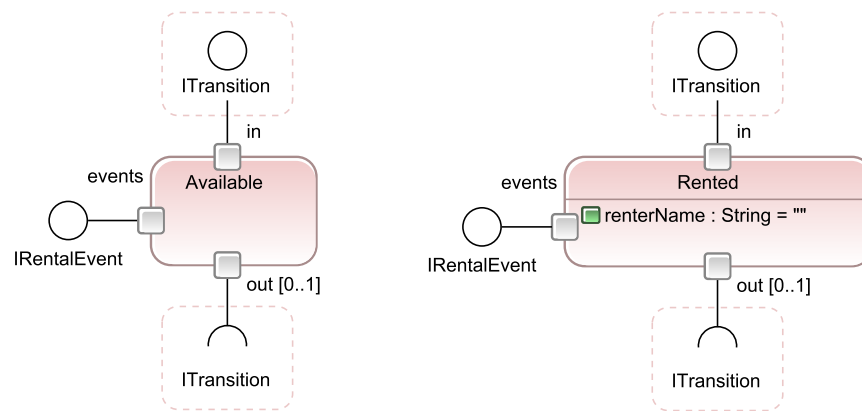 ITransition
in
events
Available
IRentalEvent
out [0..1]
ITransition
ITransition
in
events
Rented
renterName : String = ""
IRentalEvent
out [0..1]
ITransition